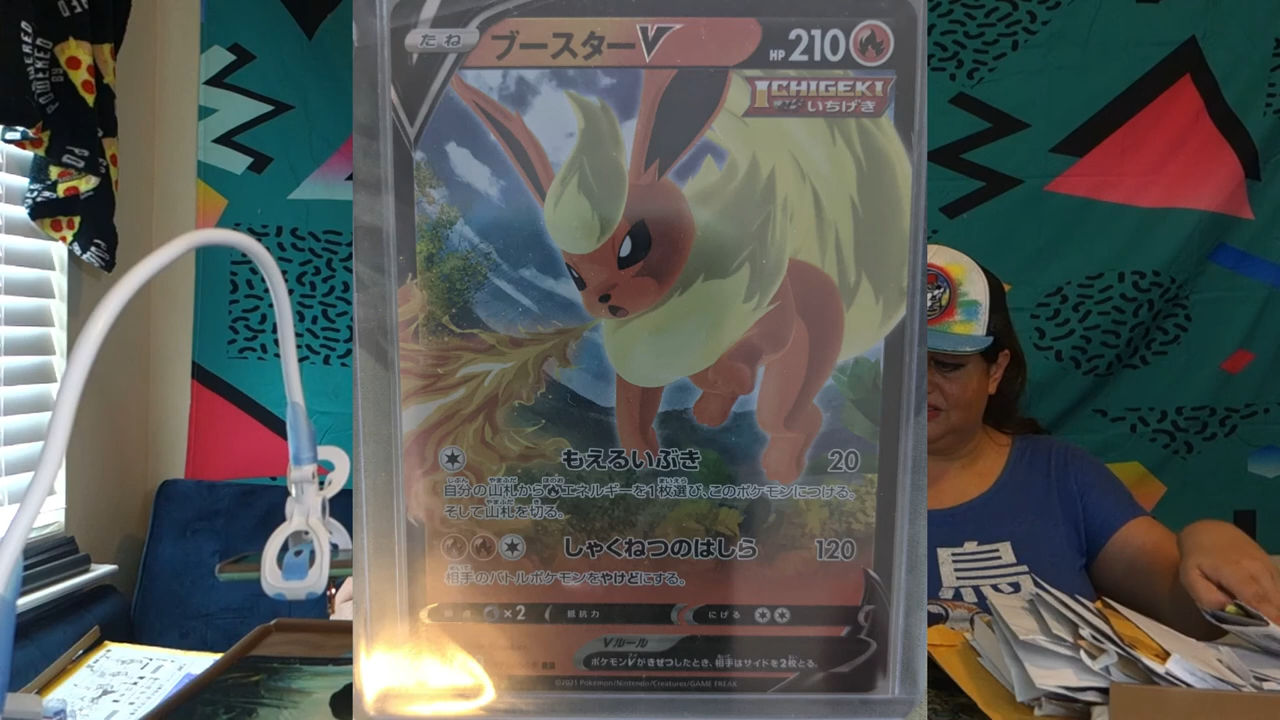 POWERED
POWERED
BY
たね
ブースターV
HP 210
ICHIGEKI
いちげき
もえるいぶき 20
自分の山札からエネルギーを1枚選び、このポケモンにつける。
そして山札を切る。
しゃくねつのはしら 120
相手のバトルポケモンをやけどにする。
弱点 ×2 抵抗力 にげる
Vルール
ポケモンVがきぜつしたとき、相手はサイドを2枚とる。
©2021 Pokémon/Nintendo/Creatures/GAME FREAK
鳥